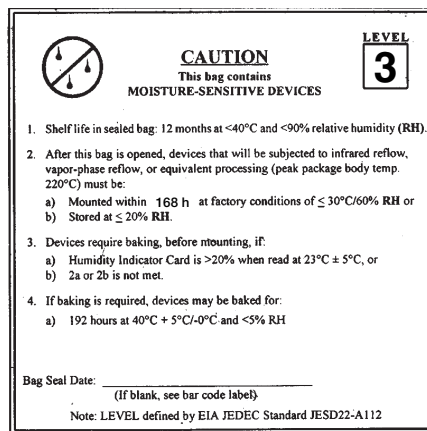 LEVEL
3
CAUTION
This bag contains
MOISTURE-SENSITIVE DEVICES
1. Shelf life in sealed bag: 12 months at <40°C and <90% relative humidity (RH).
2. After this bag is opened, devices that will be subjected to infrared reflow,
vapor-phase reflow, or equivalent processing (peak package body temp.
220°C) must be:
a) Mounted within 168 h at factory conditions of ≤ 30°C/60% RH or
b) Stored at ≤ 20% RH.
3. Devices require baking, before mounting, if:
a) Humidity Indicator Card is >20% when read at 23°C ± 5°C, or
b) 2a or 2b is not met.
4. If baking is required, devices may be baked for:
a) 192 hours at 40°C + 5°C/-0°C and <5% RH
Bag Seal Date:
(If blank, see bar code label)
Note: LEVEL defined by EIA JEDEC Standard JESD22-A112